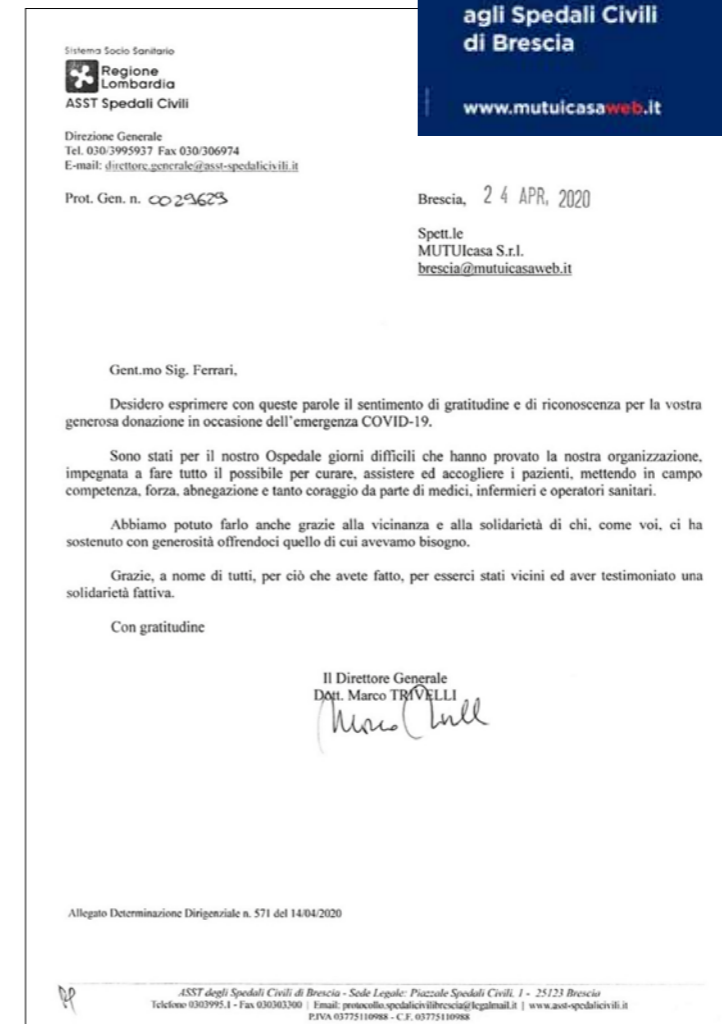 agli Spedali Civili
di Brescia
www.mutuicasaweb.it
Sistema Socio Sanitario
Regione
Lombardia
ASST Spedali Civili
Direzione Generale
Tel. 030/3995937 Fax 030/306974
E-mail: direttore.generale@asst-spedalicivili.it
Prot. Gen. n. 0029629
Brescia, 24 APR. 2020
Spett.le
MUTUIcasa S.r.l.
brescia@mutuicasaweb.it
Gent.mo Sig. Ferrari,
Desidero esprimere con queste parole il sentimento di gratitudine e di riconoscenza per la vostra
generosa donazione in occasione dell'emergenza COVID-19.
Sono stati per il nostro Ospedale giorni difficili che hanno provato la nostra organizzazione,
impegnata a fare tutto il possibile per curare, assistere ed accogliere i pazienti, mettendo in campo
competenza, forza, abnegazione e tanto coraggio da parte di medici, infermieri e operatori sanitari.
Abbiamo potuto farlo anche grazie alla vicinanza e alla solidarietà di chi, come voi, ci ha
sostenuto con generosità offrendoci quello di cui avevamo bisogno.
Grazie, a nome di tutti, per ciò che avete fatto, per esserci stati vicini ed aver testimoniato una
solidarietà fattiva.
Con gratitudine
Il Direttore Generale
Dott. Marco TRIVELLI
Allegato Determinazione Dirigenziale n. 571 del 14/04/2020
ASST degli Spedali Civili di Brescia - Sede Legale: Piazzale Spedali Civili, 1 - 25123 Brescia
Telefono 0303995.1 - Fax 030303300 | Email: protocollo.spedalicivilibrescia@legalmail.it | www.asst-spedalicivili.it
P.IVA 03775110988 - C.F. 03775110988